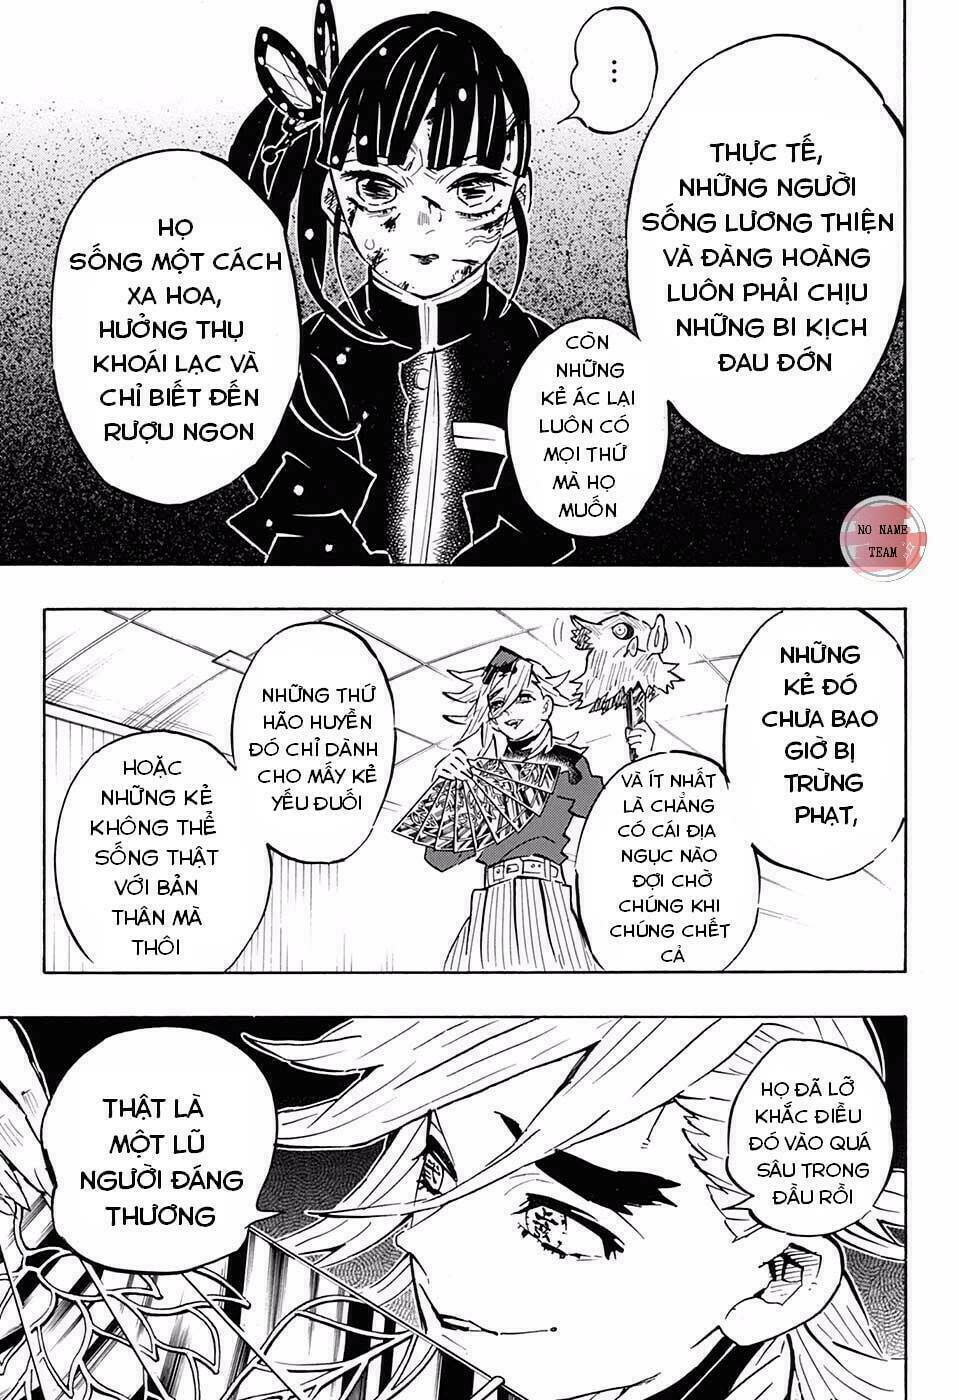 ...
THỰC TẾ,
NHỮNG NGƯỜI
SỐNG LƯƠNG THIỆN
VÀ ĐÀNG HOÀNG
LUÔN PHẢI CHỊU
NHỮNG BI KỊCH
ĐAU ĐỚN
CÒN
NHỮNG
KẺ ÁC LẠI
LUÔN CÓ
MỌI THỨ
MÀ HỌ
MUỐN
HỌ
SỐNG MỘT CÁCH
XA HOA,
HƯỞNG THỤ
KHOÁI LẠC VÀ
CHỈ BIẾT ĐẾN
RƯỢU NGON
NO NAME
TEAM
NHỮNG
KẺ ĐÓ
CHƯA BAO
GIỜ BỊ
TRỪNG
PHẠT,
VÀ ÍT NHẤT
LÀ CHẲNG
CÓ CÁI ĐỊA
NGỤC NÀO
ĐỢI CHỜ
CHÚNG KHI
CHÚNG CHẾT
CẢ
NHỮNG THỨ
HÃO HUYỀN
ĐÓ CHỈ DÀNH
CHO MẤY KẺ
YẾU ĐUỐI
HOẶC
NHỮNG KẺ
KHÔNG THỂ
SỐNG THẬT
VỚI BẢN
THÂN MÀ
THÔI
HỌ ĐÃ LỠ
KHẮC ĐIỀU
ĐÓ VÀO QUÁ
SÂU TRONG
ĐẦU RỒI
THẬT LÀ
MỘT LŨ
NGƯỜI ĐÁNG
THƯƠNG